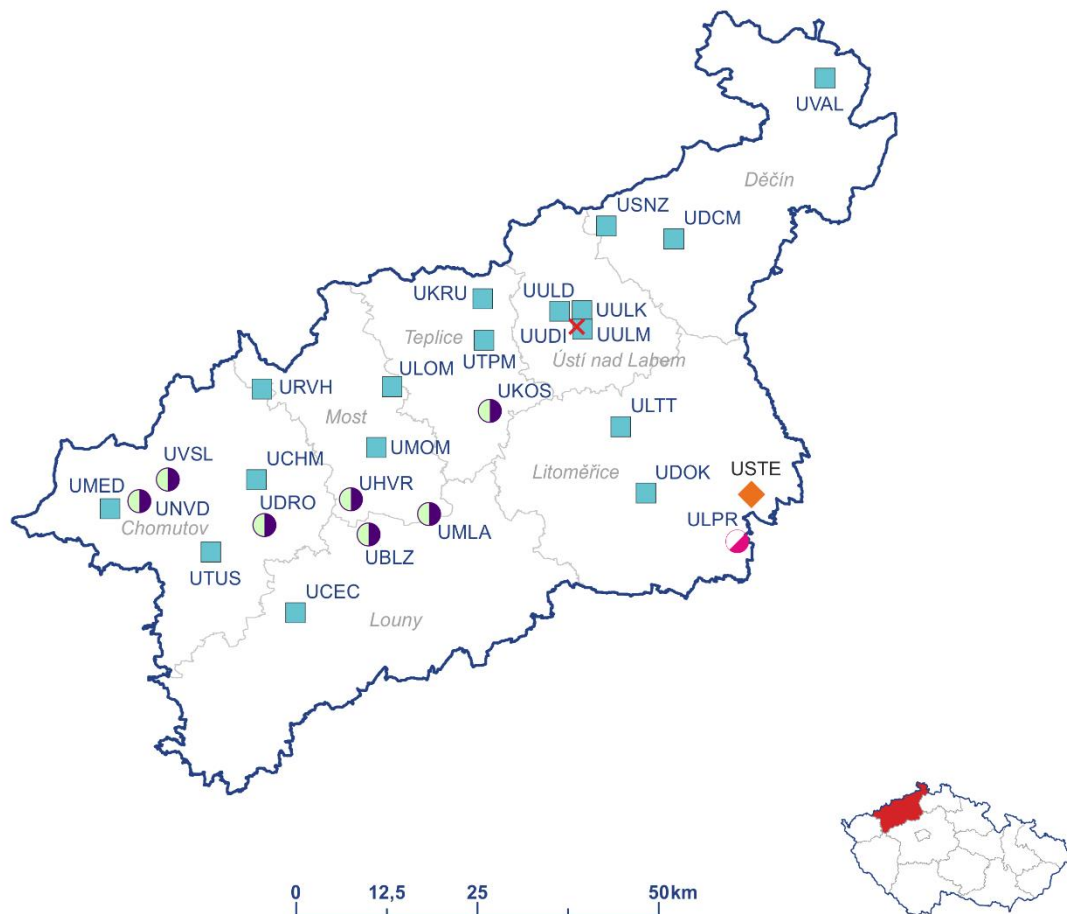 UVAL
Děčín
USNZ
UDCM
UKRU
UULD
UULK
Teplice
UUDI
UULM
UTPM
Ústí nad Labem
ULOM
URVH
UKOS
Most
ULTT
UMOM
UVSL
UCHM
Litoměřice
UDOK
USTE
UMED
UNVD
UDRO
UHVR
Chomutov
UMLA
ULPR
UBLZ
UTUS
UCEC
Louny
0 12,5 25 50km